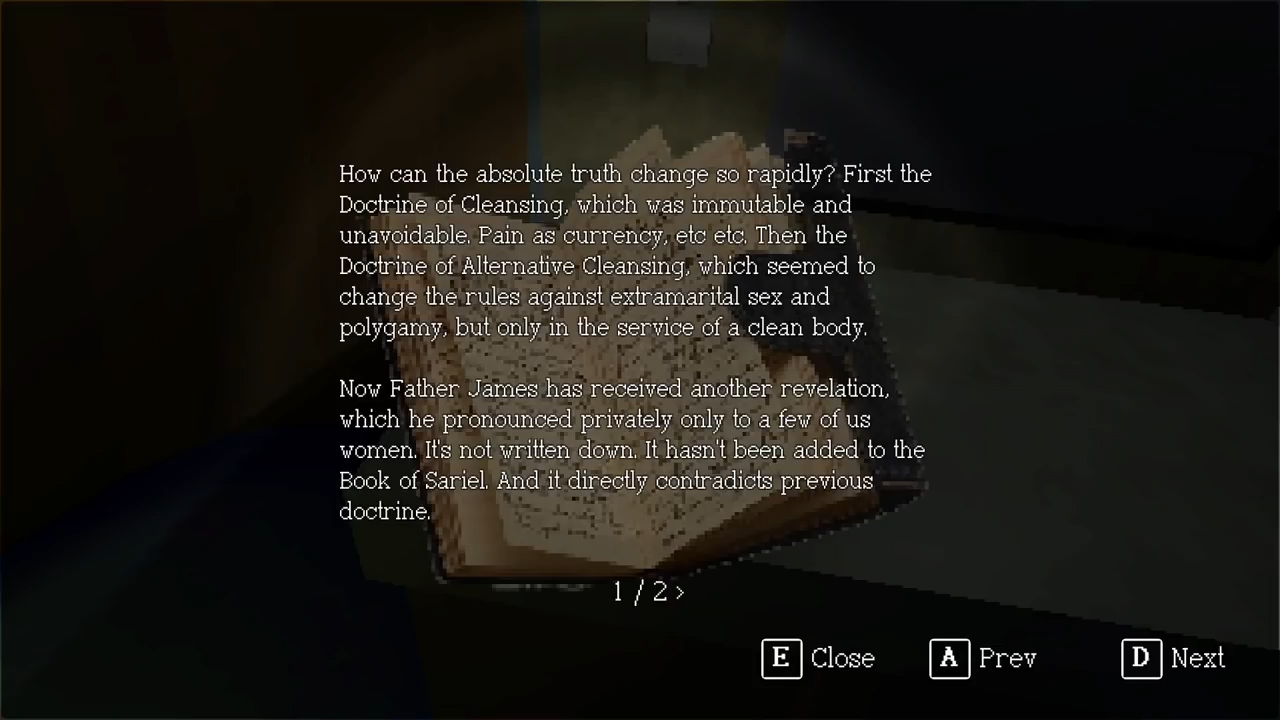 How can the absolute truth change so rapidly? First the
Doctrine of Cleansing, which was immutable and
unavoidable. Pain as currency, etc etc. Then the
Doctrine of Alternative Cleansing, which seemed to
change the rules against extramarital sex and
polygamy, but only in the service of a clean body.
Now Father James has received another revelation,
which he pronounced privately only to a few of us
women. It's not written down. It hasn't been added to the
Book of Sariel. And it directly contradicts previous
doctrine.
1 / 2 >
E Close A Prev D Next